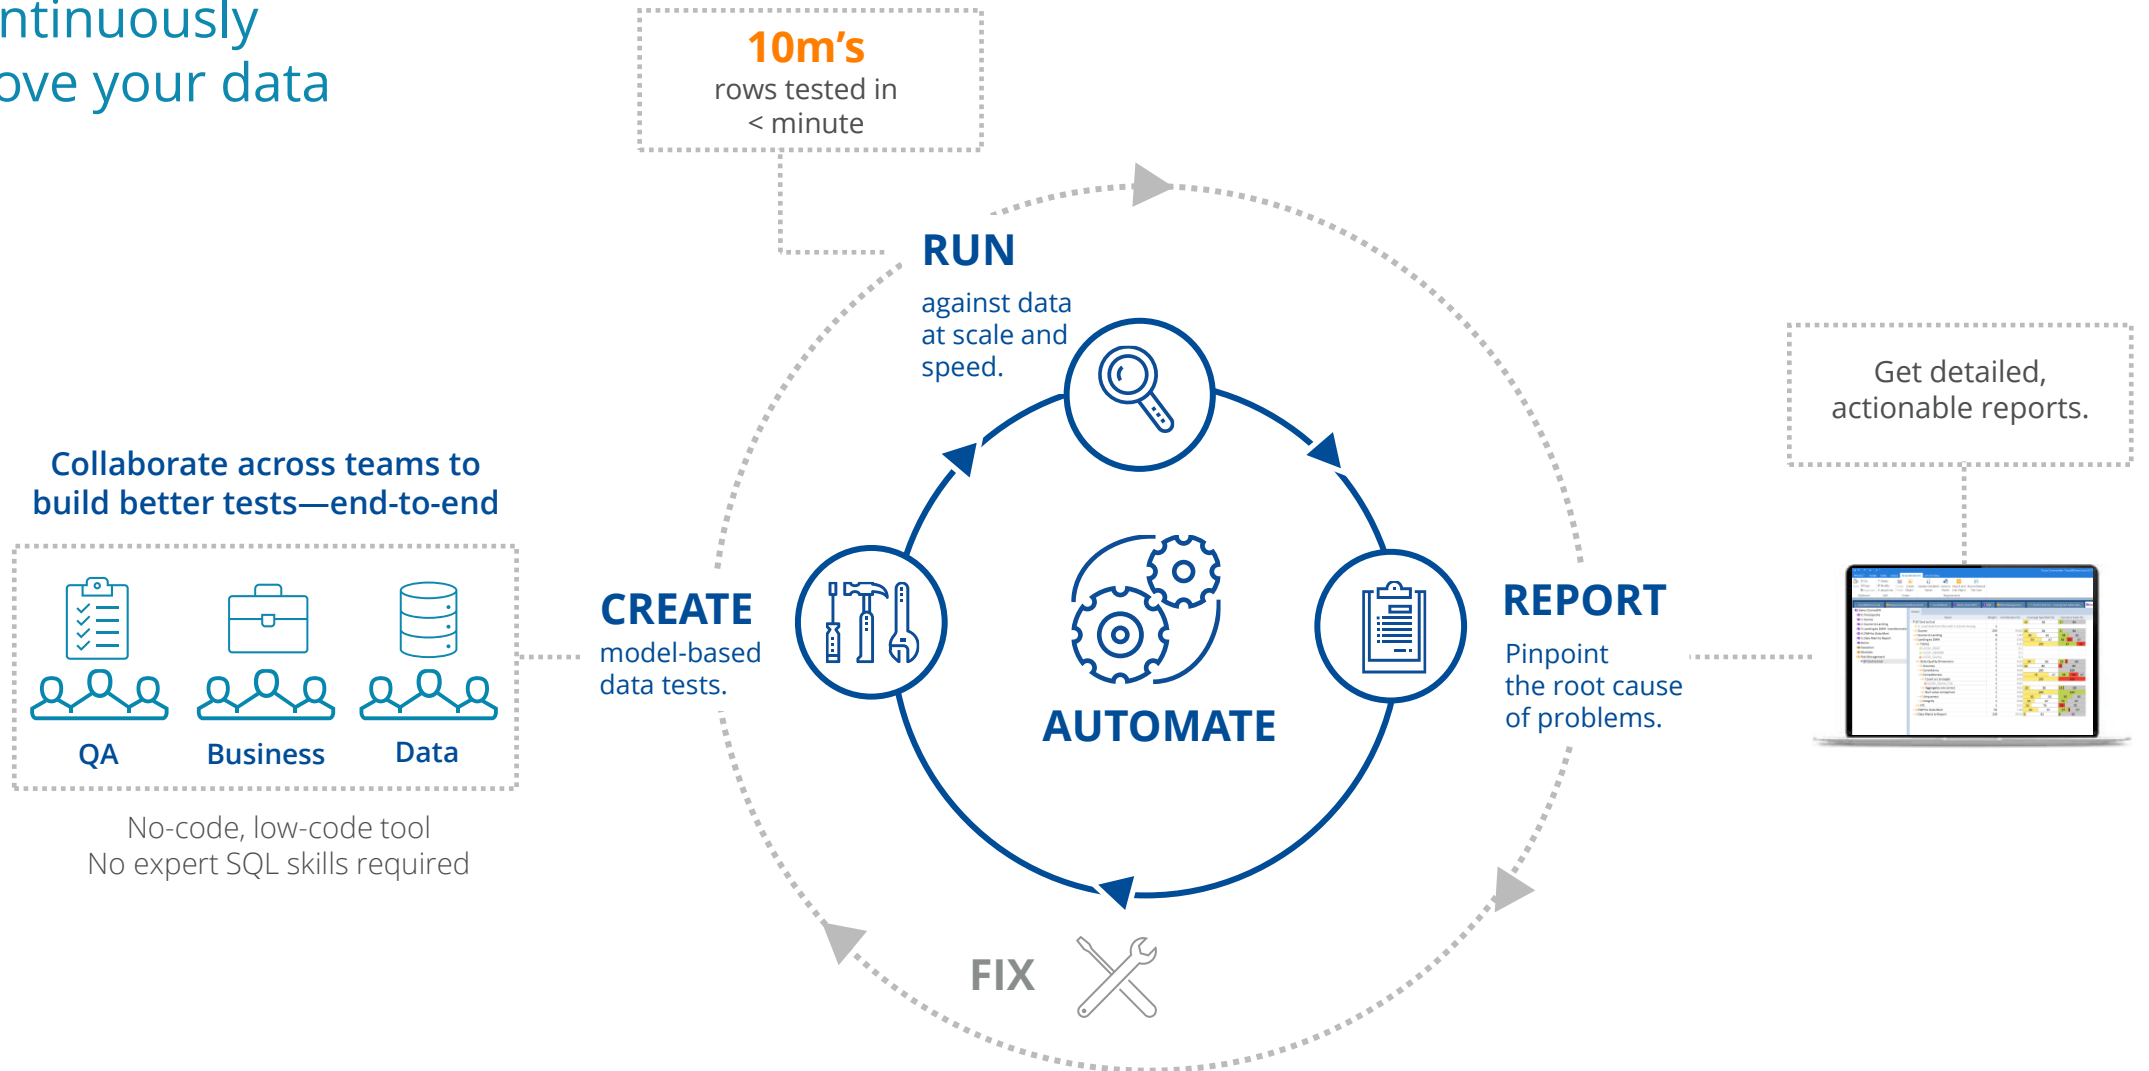 ntinuously
ove your data
10m's
rows tested in
< minute
RUN
against data
at scale and
speed.
Get detailed,
actionable reports.
Collaborate across teams to
build better tests—end-to-end
QA
Business
Data
No-code, low-code tool
No expert SQL skills required
CREATE
model-based
data tests.
AUTOMATE
REPORT
Pinpoint
the root cause
of problems.
FIX